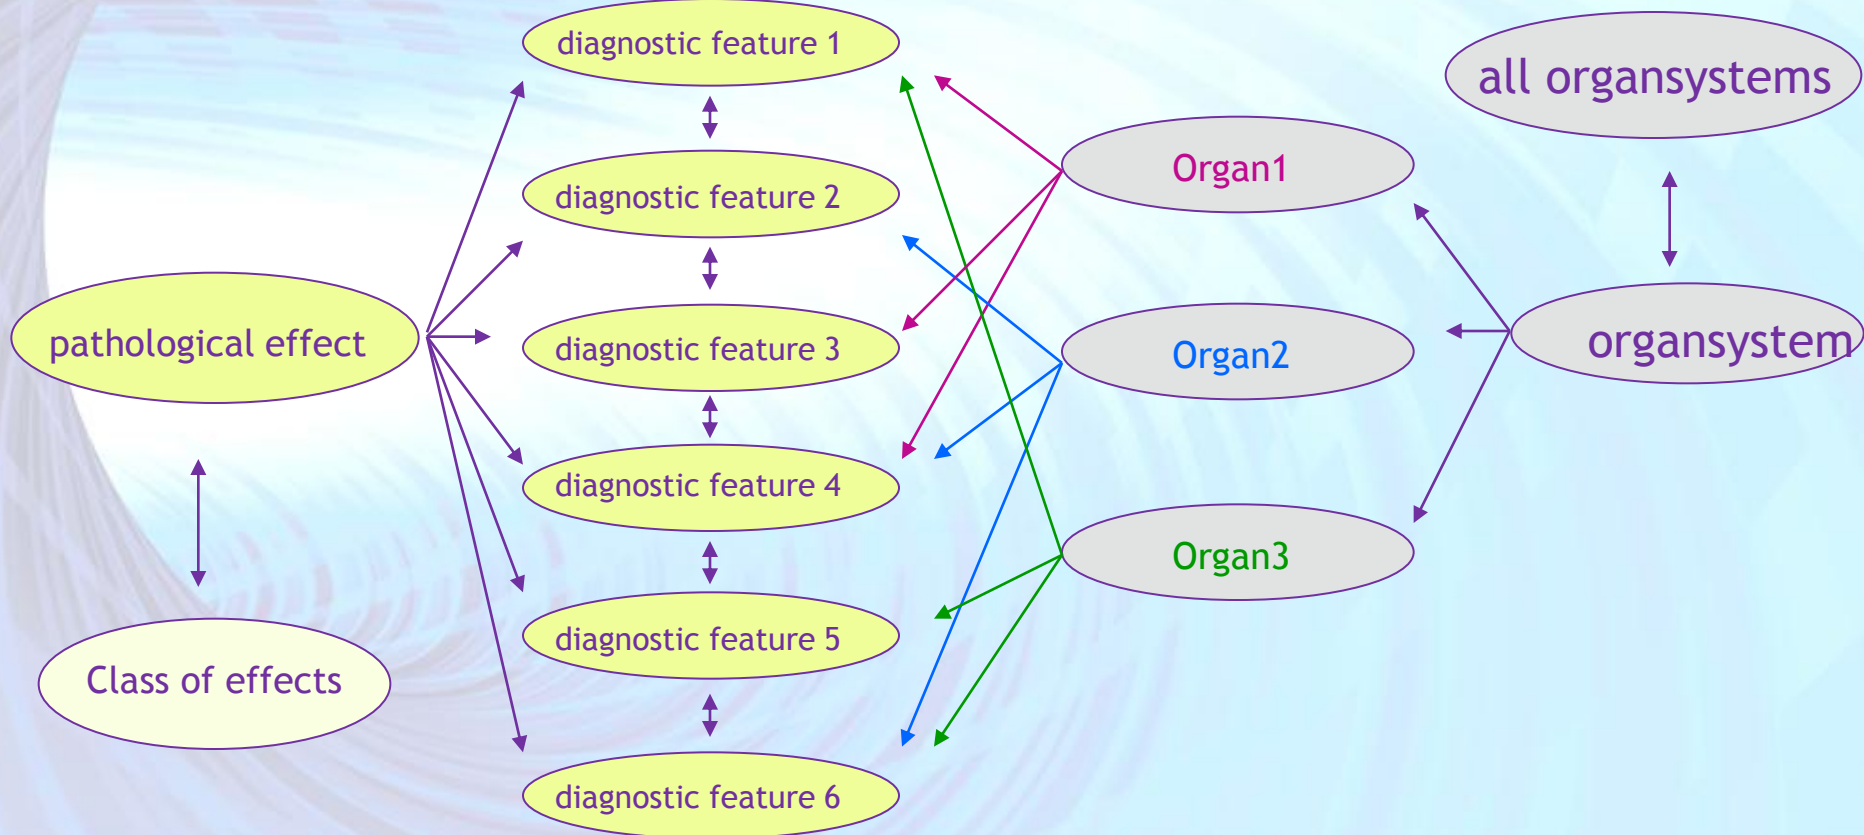 diagnostic feature 1
all organsystems
Organ1
diagnostic feature 2
pathological effect
diagnostic feature 3
Organ2
organsystem
diagnostic feature 4
Organ3
diagnostic feature 5
Class of effects
diagnostic feature 6